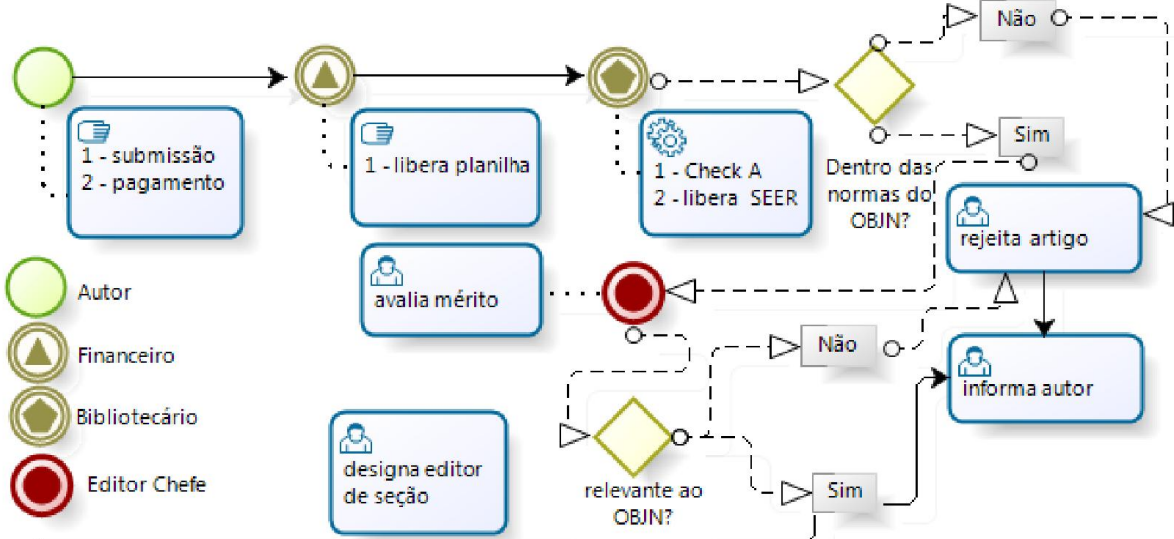 Não
1 - submissão
2 - pagamento
1 - libera planilha
1 - Check A
2 - libera SEER
Sim
Dentro das
normas do
OBJN?
rejeita artigo
avalia mérito
Autor
Financeiro
Bibliotecário
Editor Chefe
Não
informa autor
designa editor
de seção
relevante ao
OBJN?
Sim